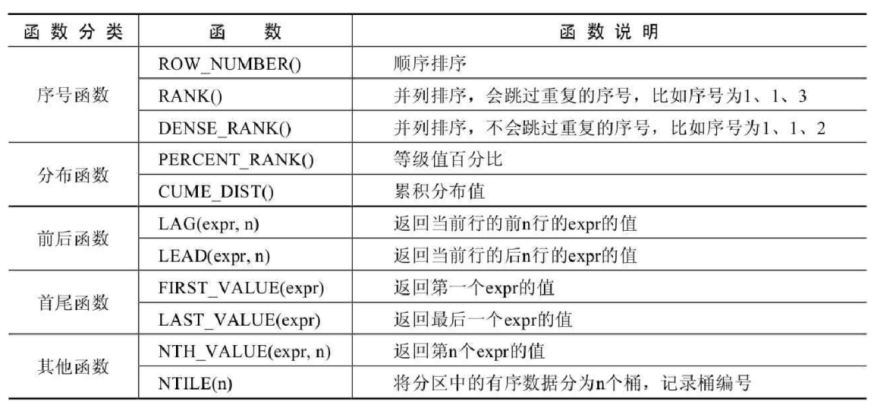 函数分类 函数 函数说明
序号函数 ROW_NUMBER() 顺序排序
RANK() 并列排序，会跳过重复的序号，比如序号为1、1、3
DENSE_RANK() 并列排序，不会跳过重复的序号，比如序号为1、1、2
分布函数 PERCENT_RANK() 等级值百分比
CUME_DIST() 累积分布值
前后函数 LAG(expr, n) 返回当前行的前n行的expr的值
LEAD(expr, n) 返回当前行的后n行的expr的值
首尾函数 FIRST_VALUE(expr) 返回第一个expr的值
LAST_VALUE(expr) 返回最后一个expr的值
其他函数 NTH_VALUE(expr, n) 返回第n个expr的值
NTILE(n) 将分区中的有序数据分为n个桶，记录桶编号